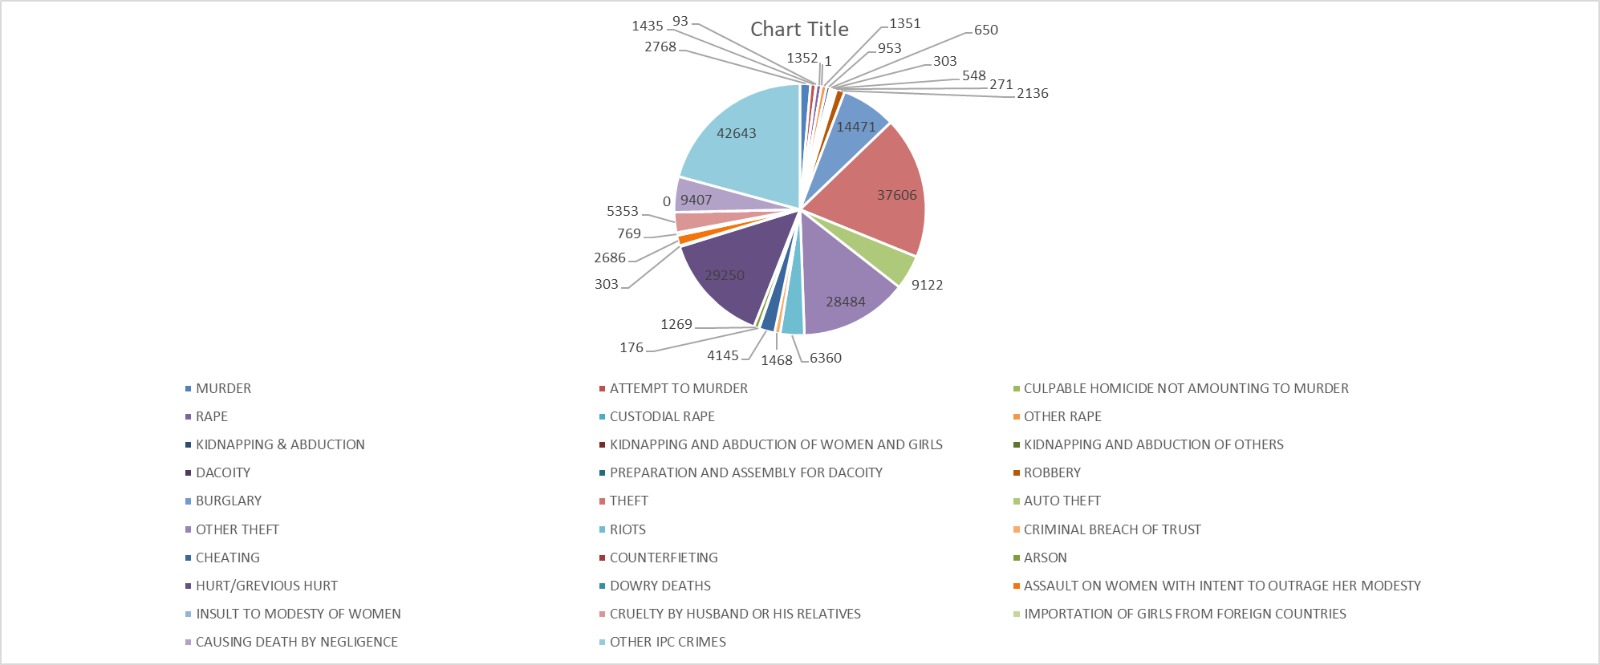 Chart Title
1435 93
2768
1352 1
1351
953
650
303
548
271
2136
42643
14471
37606
0 9407
5353
769
2686
303
29250
28484
9122
1269
176
4145
1468
6360
MURDER ATTEMPT TO MURDER CULPABLE HOMICIDE NOT AMOUNTING TO MURDER
RAPE CUSTODIAL RAPE OTHER RAPE
KIDNAPPING & ABDUCTION KIDNAPPING AND ABDUCTION OF WOMEN AND GIRLS KIDNAPPING AND ABDUCTION OF OTHERS
DACOITY PREPARATION AND ASSEMBLY FOR DACOITY ROBBERY
BURGLARY THEFT AUTO THEFT
OTHER THEFT RIOTS CRIMINAL BREACH OF TRUST
CHEATING COUNTERFIETING ARSON
HURT/GREVIOUS HURT DOWRY DEATHS ASSAULT ON WOMEN WITH INTENT TO OUTRAGE HER MODESTY
INSULT TO MODESTY OF WOMEN CRUELTY BY HUSBAND OR HIS RELATIVES IMPORTATION OF GIRLS FROM FOREIGN COUNTRIES
CAUSING DEATH BY NEGLIGENCE OTHER IPC CRIMES